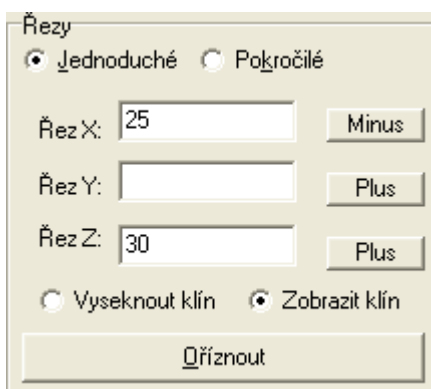 Řezy
Jednoduché Pokročilé
Řez X: 25 Minus
Řez Y: Plus
Řez Z: 30 Plus
Vyseknout klín Zobrazit klín
Oříznout